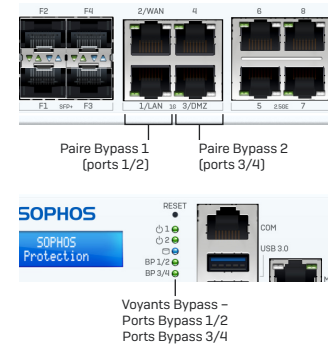 F2 F4 2/WAN 4 6 8
F1 SFP+ F3 1/LAN 1G 3/DMZ 5 2.5GE 7
Paire Bypass 1
(ports 1/2)
Paire Bypass 2
(ports 3/4)
SOPHOS
SOPHOS
Protection
RESET
1
2
BP 1/2
BP 3/4
COM
USB 3.0
M
Voyants Bypass –
Ports Bypass 1/2
Ports Bypass 3/4